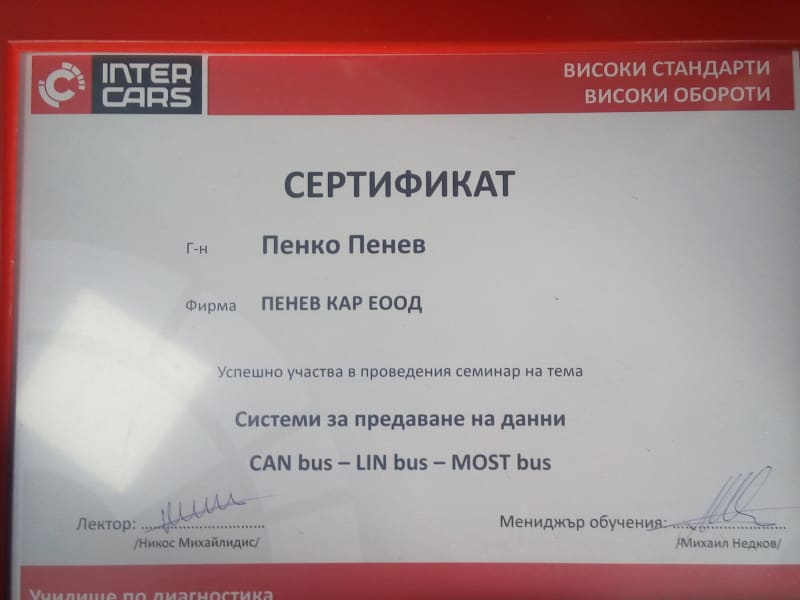 INTER CARS
ВИСОКИ СТАНДАРТИ
ВИСОКИ ОБОРОТИ
СЕРТИФИКАТ
Г-н Пенко Пенев
Фирма ПЕНЕВ КАР ЕООД
Успешно участва в проведения семинар на тема
Системи за предаване на данни
CAN bus – LIN bus – MOST bus
Лектор: ........................... Мениджър обучения: ...........................
/Никос Михайлидис/ /Михаил Недков/
Училище по диагностика